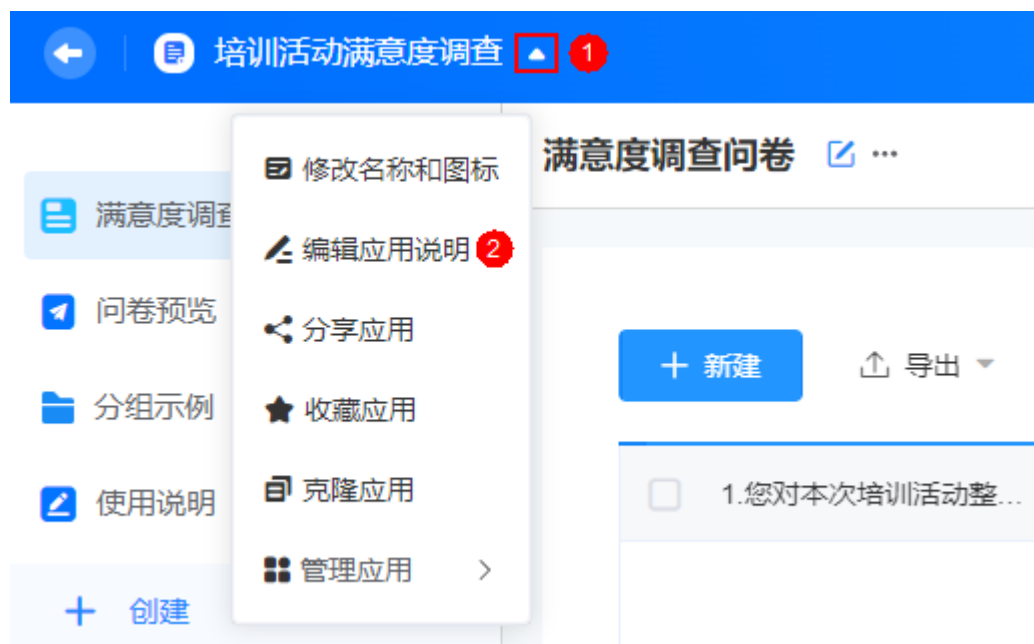 培训活动满意度调查 1
修改名称和图标
编辑应用说明 2
分享应用
收藏应用
克隆应用
管理应用
满意度调查
问卷预览
分组示例
使用说明
创建
满意度调查问卷 ...
新建
导出
1.您对本次培训活动整...